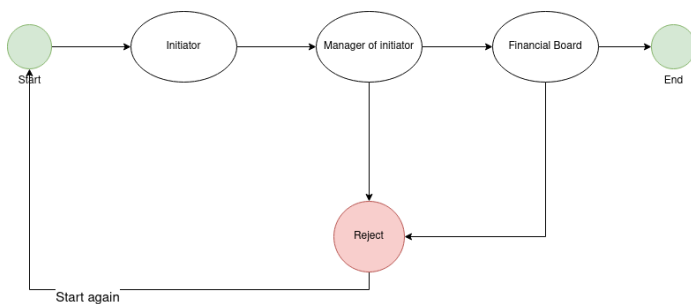 Initiator
Manager of initiator
Financial Board
Start
End
Reject
Start again